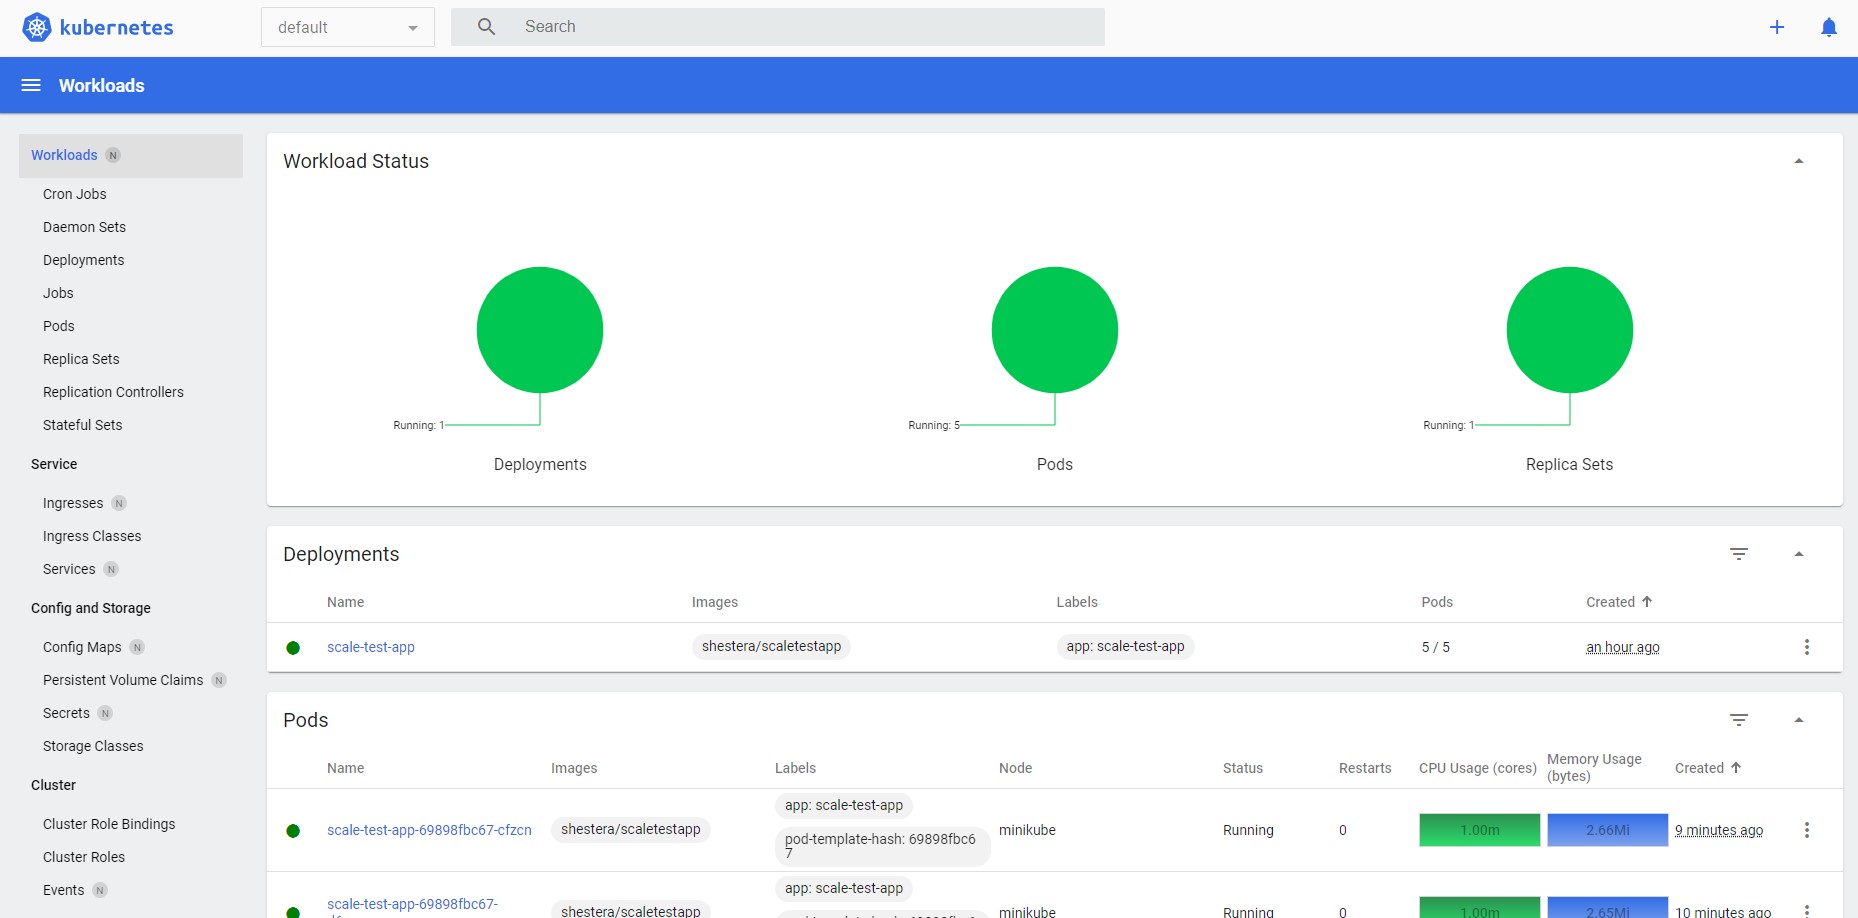 kubernetes
default
Search
Workloads
Workloads N
Cron Jobs
Daemon Sets
Deployments
Jobs
Pods
Replica Sets
Replication Controllers
Stateful Sets
Service
Ingresses N
Ingress Classes
Services N
Config and Storage
Config Maps N
Persistent Volume Claims N
Secrets N
Storage Classes
Cluster
Cluster Role Bindings
Cluster Roles
Events N
Workload Status
Running: 1
Running: 5
Running: 1
Deployments
Pods
Replica Sets
Deployments
Name Images Labels Pods Created
scale-test-app shestera/scaletestapp app: scale-test-app 5 / 5 an hour ago
Pods
Name Images Labels Node Status Restarts CPU Usage (cores) Memory Usage
(bytes) Created
app: scale-test-app
scale-test-app-69898fbc67-cfzcn shestera/scaletestapp minikube Running 0 1.00m 2.66Mi 9 minutes ago
pod-template-hash: 69898fbc6
7
app: scale-test-app
scale-test-app-69898fbc67-
shestera/scaletestapp minikube Running 0 1.00m 2.65Mi 10 minutes ago